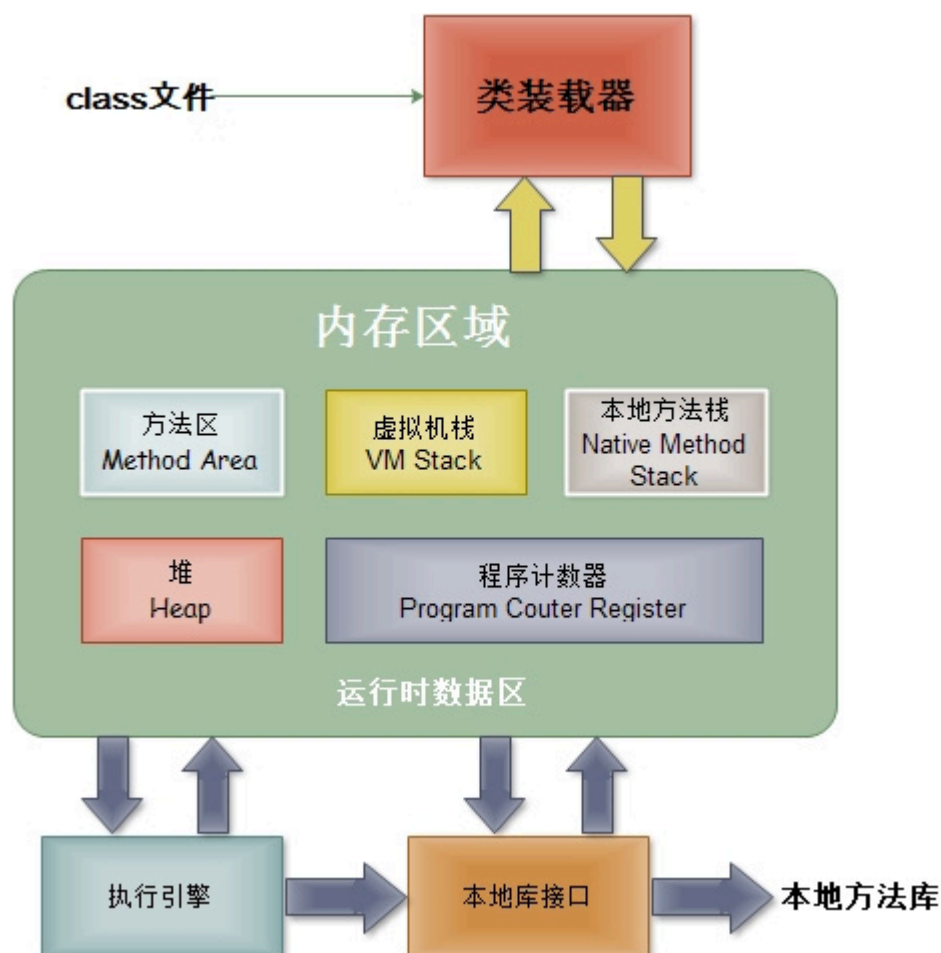 class文件
类装载器
内存区域
方法区
Method Area
虚拟机栈
VM Stack
本地方法栈
Native Method
Stack
堆
Heap
程序计数器
Program Couter Register
运行时数据区
执行引擎
本地库接口
本地方法库